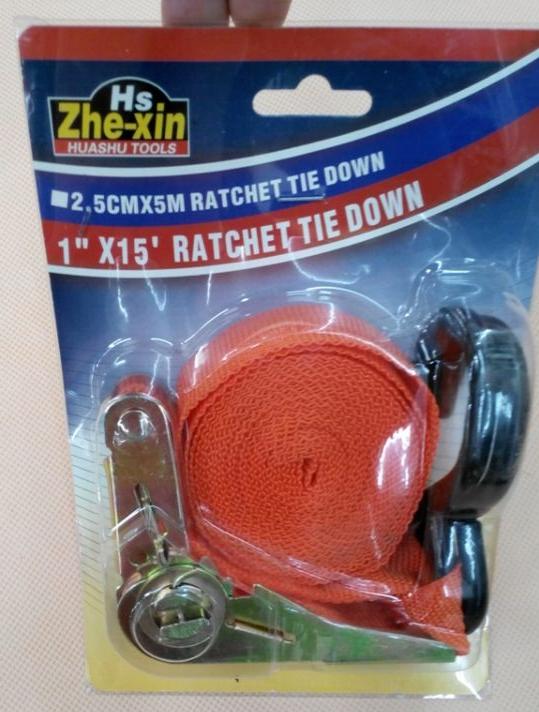 Hs
Zhe-xin
HUASHU TOOLS
2.5CMX5M RATCHET TIE DOWN
1" X15' RATCHET TIE DOWN